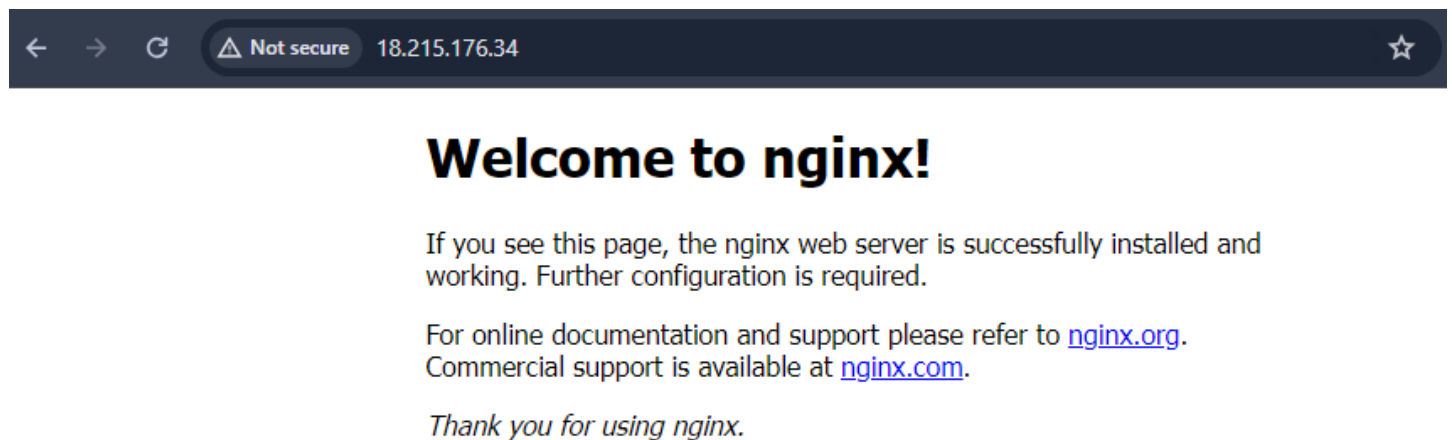 Not secure 18.215.176.34
Welcome to nginx!
If you see this page, the nginx web server is successfully installed and
working. Further configuration is required.
For online documentation and support please refer to nginx.org.
Commercial support is available at nginx.com.
Thank you for using nginx.